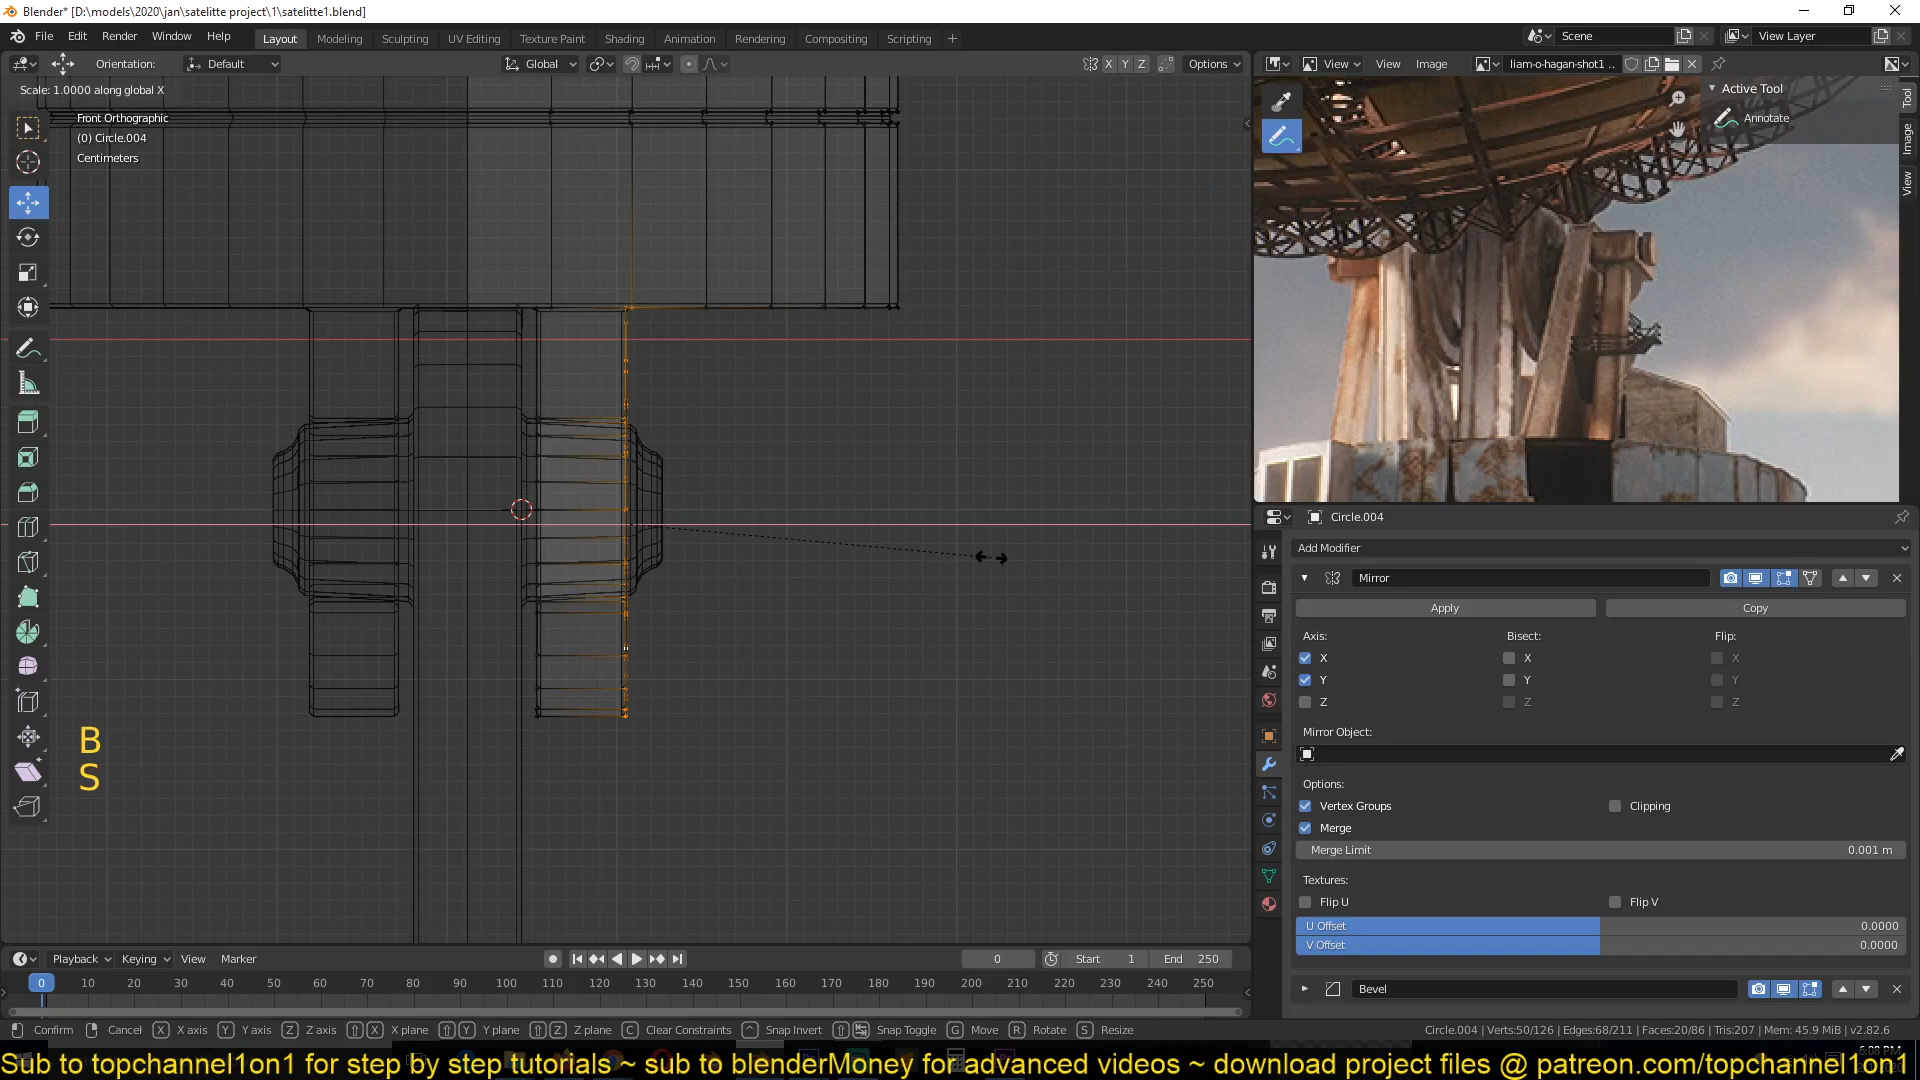 Blender* [D:\models\2020\jan\satelitte project\1\satelitte1.blend]
File Edit Render Window Help Layout Modeling Sculpting UV Editing Texture Paint Shading Animation Rendering Compositing Scripting Scene View Layer
Orientation: Default Global X Y Z Options View View Image liam-o-hagan-shot1 ..
Scale: 1.0000 along global X
Front Orthographic
(0) Circle.004
Centimeters
Active Tool
Annotate
Tool
Image
View
Circle.004
Add Modifier
Mirror
Apply Copy
Axis: Bisect: Flip:
X X X
Y Y Y
Z Z Z
Mirror Object:
Options:
Vertex Groups Clipping
Merge
Merge Limit 0.001 m
Textures:
Flip U Flip V
U Offset 0.0000
V Offset 0.0000
Bevel
B
S
Playback Keying View Marker 0 Start 1 End 250
0 10 20 30 40 50 60 70 80 90 100 110 120 130 140 150 160 170 180 190 200 210 220 230 240 250
Confirm Cancel X X axis Y Y axis Z Z axis X X plane Y Y plane Z Z plane C Clear Constraints Snap Invert Snap Toggle G Move R Rotate S Resize Circle.004 | Verts:50/126 | Edges:68/211 | Faces:20/86 | Tris:207 | Mem: 45.9 MiB | v2.82.6
Sub to topchannel1on1 for step by step tutorials ~ sub to blenderMoney for advanced videos ~ download project files @ patreon.com/topchannel1on1